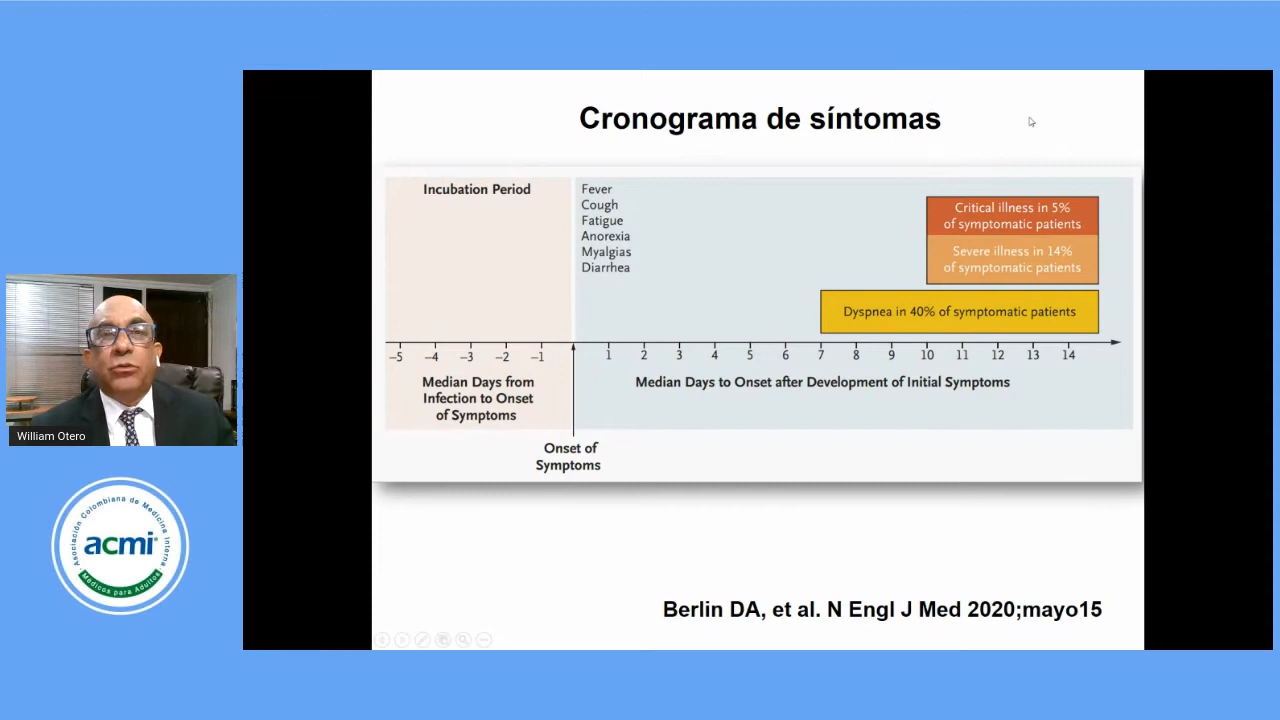 Cronograma de síntomas
Incubation Period
Fever
Cough
Fatigue
Anorexia
Myalgias
Diarrhea
Critical illness in 5%
of symptomatic patients
Severe illness in 14%
of symptomatic patients
Dyspnea in 40% of symptomatic patients
−5 −4 −3 −2 −1 1 2 3 4 5 6 7 8 9 10 11 12 13 14
Median Days from
Infection to Onset
of Symptoms
Median Days to Onset after Development of Initial Symptoms
Onset of
Symptoms
Berlin DA, et al. N Engl J Med 2020;mayo15
William Otero
Asociación Colombiana de Medicina Interna
acmi
Médicos para Adultos